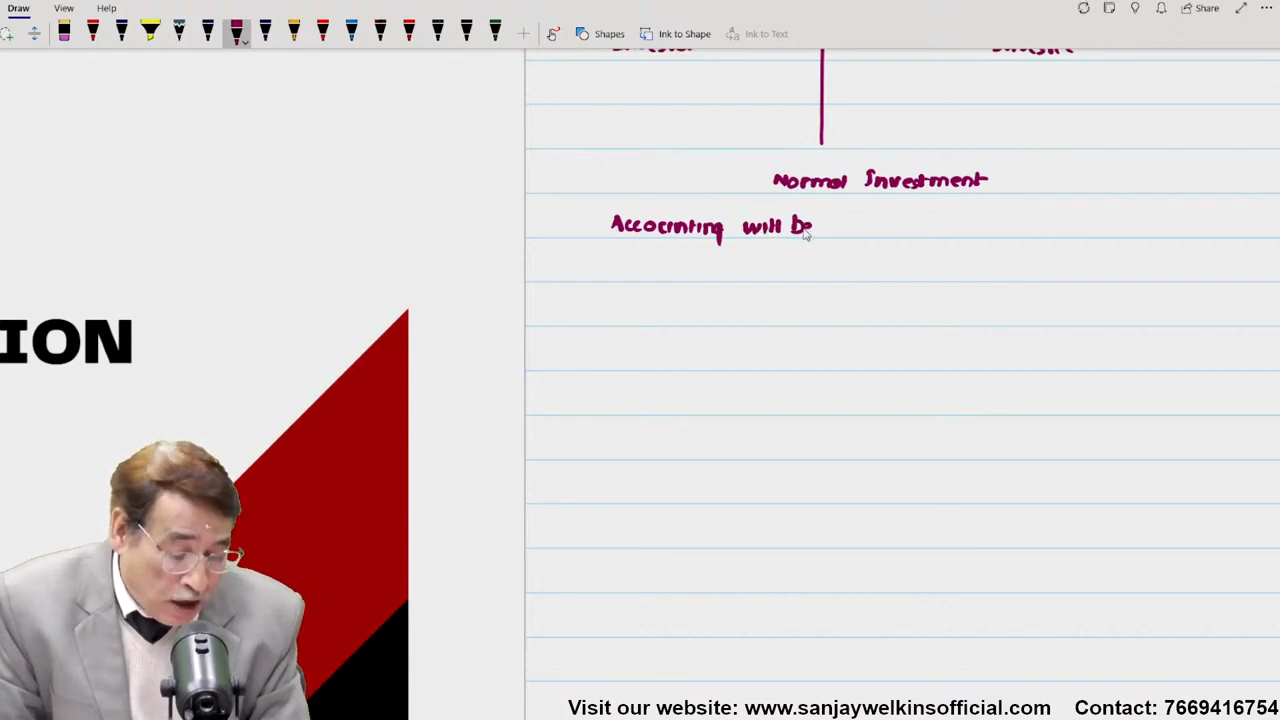 Draw View Help Share
Shapes Ink to Shape Ink to Text
Normal Investment
Accounting will be
ION
Visit our website: www.sanjaywelkinsofficial.com Contact: 7669416754